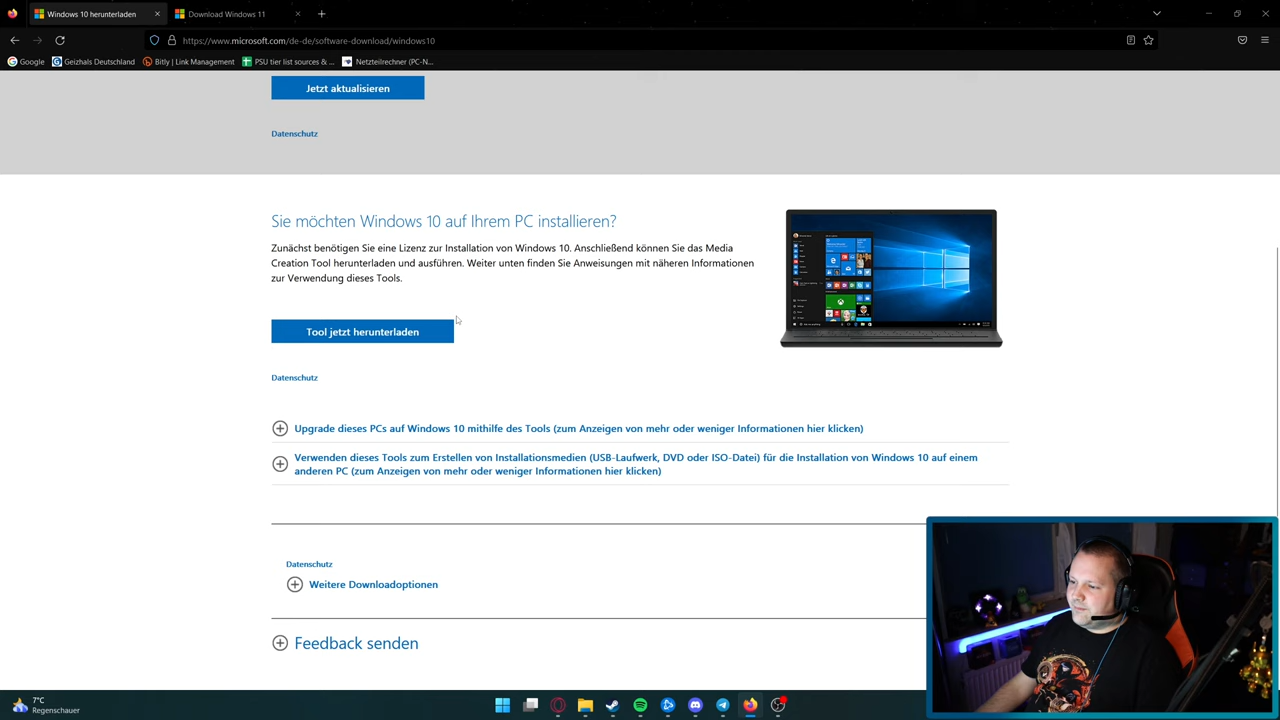 Windows 10 herunterladen
Download Windows 11
https://www.microsoft.com/de-de/software-download/windows10
Google
Geizhals Deutschland
Bitly | Link Management
PSU tier list sources & ...
Netzteilrechner (PC-N...
Jetzt aktualisieren
Datenschutz
Sie möchten Windows 10 auf Ihrem PC installieren?
Zunächst benötigen Sie eine Lizenz zur Installation von Windows 10. Anschließend können Sie das Media
Creation Tool herunterladen und ausführen. Weiter unten finden Sie Anweisungen mit näheren Informationen
zur Verwendung dieses Tools.
Tool jetzt herunterladen
Datenschutz
Upgrade dieses PCs auf Windows 10 mithilfe des Tools (zum Anzeigen von mehr oder weniger Informationen hier klicken)
Verwenden dieses Tools zum Erstellen von Installationsmedien (USB-Laufwerk, DVD oder ISO-Datei) für die Installation von Windows 10 auf einem
anderen PC (zum Anzeigen von mehr oder weniger Informationen hier klicken)
Datenschutz
Weitere Downloadoptionen
Feedback senden
7°C
Regenschauer